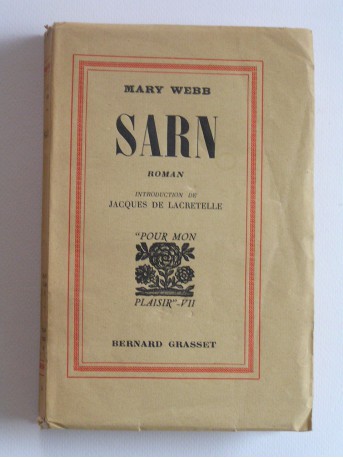 MARY WEBB
SARN
ROMAN
INTRODUCTION DE
JACQUES DE LACRETELLE
"POUR MON
PLAISIR"-VII
BERNARD GRASSET